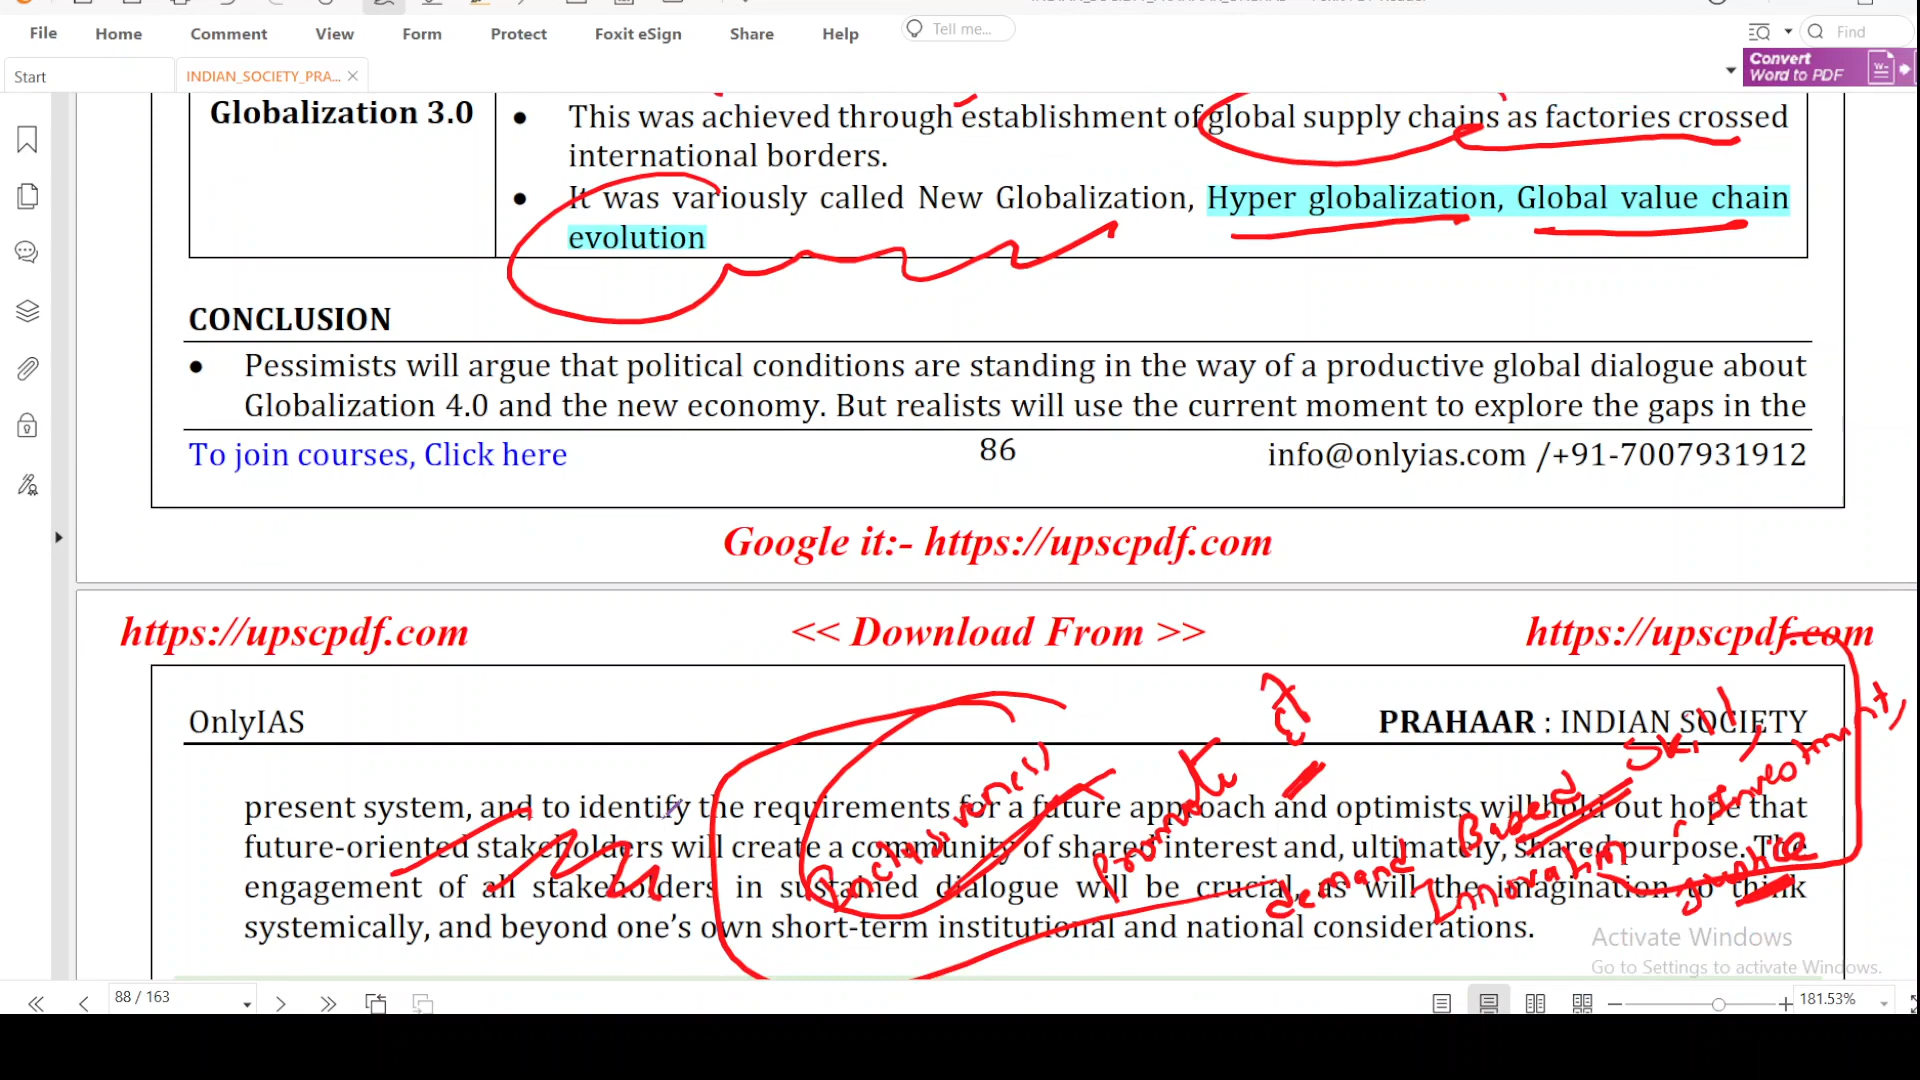 File Home Comment View Form Protect Foxit eSign Share Help Tell me... Find
Start INDIAN_SOCIETY_PRA... Convert Word to PDF
Globalization 3.0
• This was achieved through establishment of global supply chains as factories crossed
international borders.
• It was variously called New Globalization, Hyper globalization, Global value chain
evolution
CONCLUSION
• Pessimists will argue that political conditions are standing in the way of a productive global dialogue about
Globalization 4.0 and the new economy. But realists will use the current moment to explore the gaps in the
To join courses, Click here 86 info@onlyias.com /+91-7007931912
Google it:- https://upscpdf.com
https://upscpdf.com << Download From >> https://upscpdf.com
OnlyIAS PRAHAAR : INDIAN SOCIETY
present system, and to identify the requirements for a future approach and optimists will hold out hope that
future-oriented stakeholders will create a community of shared interest and, ultimately, shared purpose. The
engagement of all stakeholders in sustained dialogue will be crucial, as will the imagination to think
systemically, and beyond one's own short-term institutional and national considerations.
Promote
demand Based Skill,
Innovation, Investment,
Justice
Activate Windows
Go to Settings to activate Windows.
88 / 163 181.53%